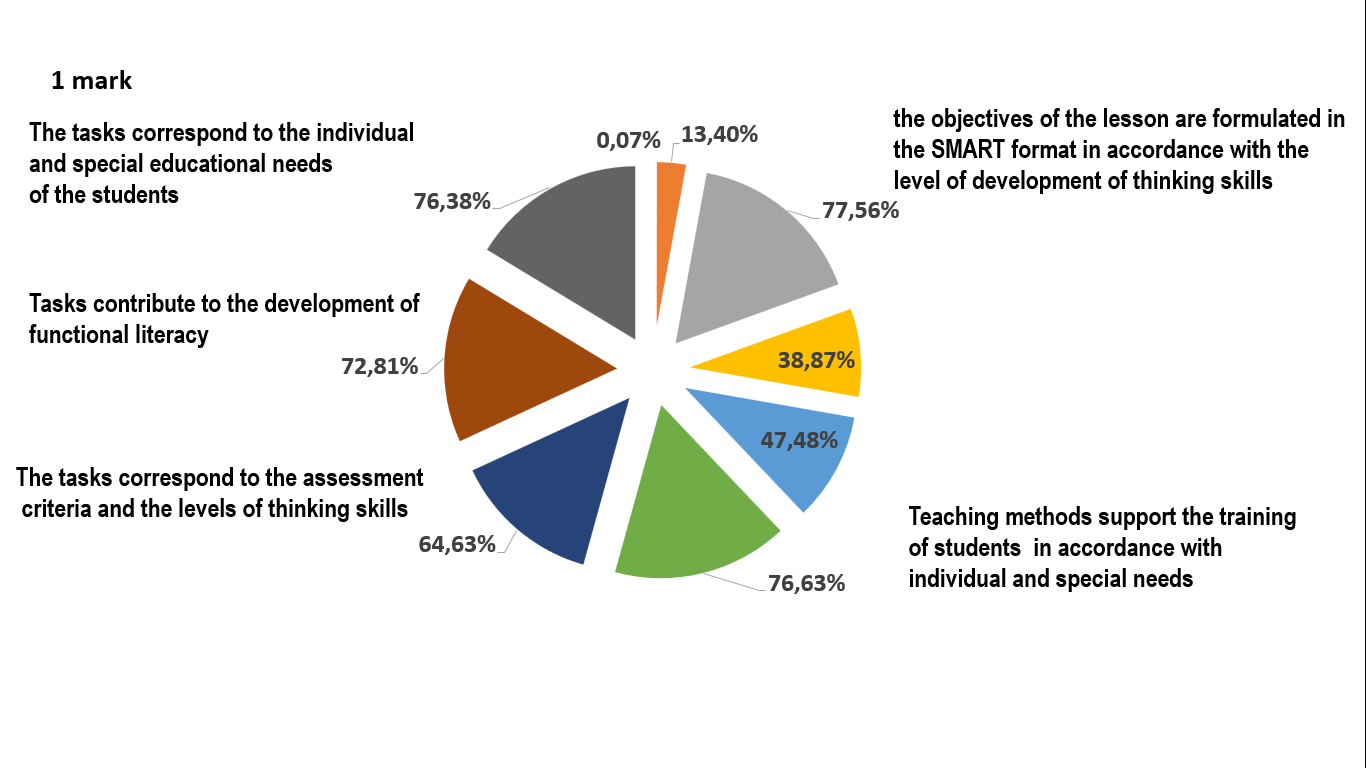 1 mark
The tasks correspond to the individual
and special educational needs
of the students
Tasks contribute to the development of
functional literacy
The tasks correspond to the assessment
criteria and the levels of thinking skills
0,07%
13,40%
77,56%
38,87%
47,48%
76,63%
64,63%
72,81%
76,38%
the objectives of the lesson are formulated in
the SMART format in accordance with the
level of development of thinking skills
Teaching methods support the training
of students in accordance with
individual and special needs